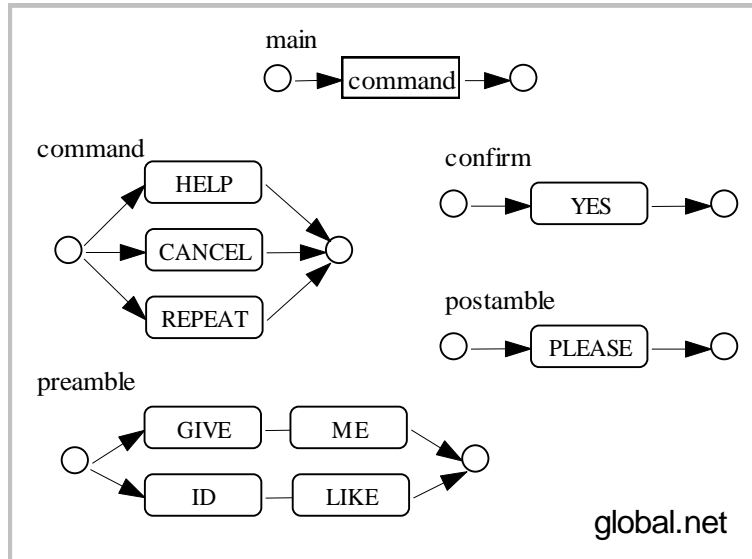 main
command
command
HELP
CANCEL
REPEAT
confirm
YES
postamble
PLEASE
preamble
GIVE ME
ID LIKE
global.net